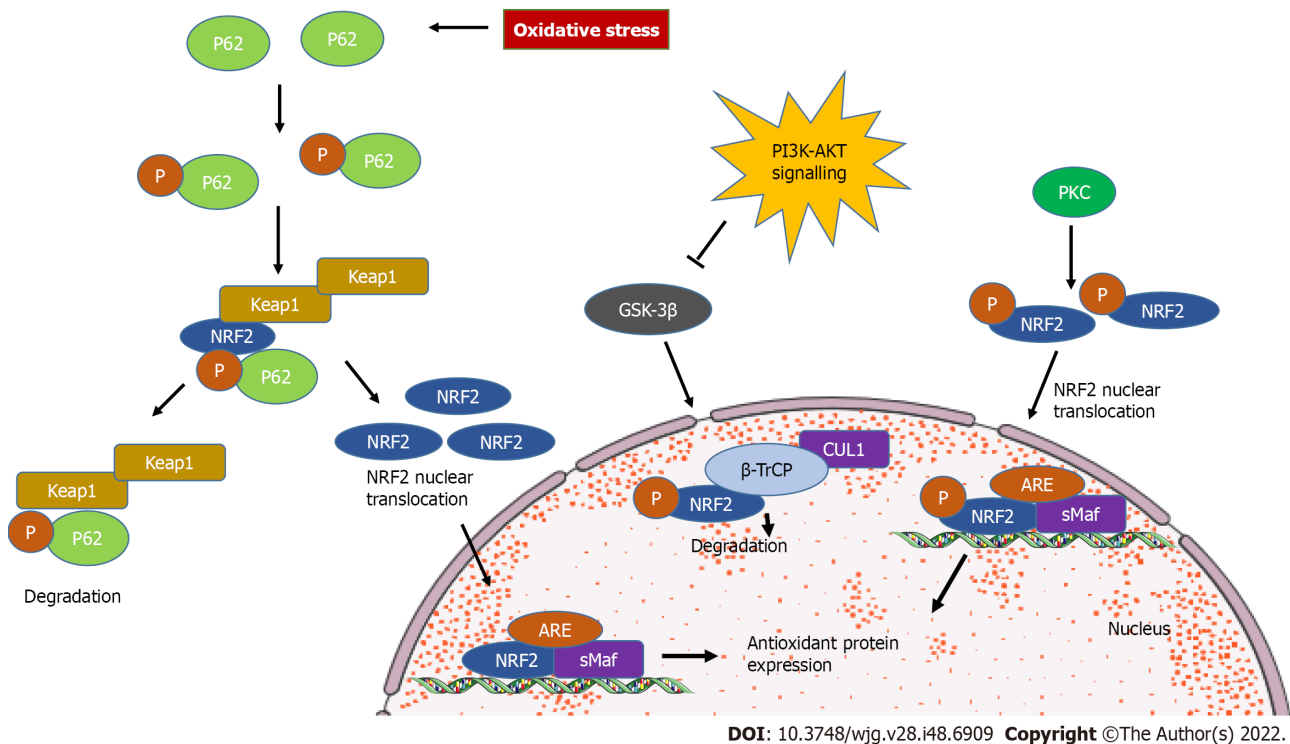 P62
P62
Oxidative stress
P
P62
P
P62
PI3K-AKT
signalling
PKC
Keap1
Keap1
NRF2
P
P62
GSK-3β
P
NRF2
P
NRF2
NRF2
NRF2
NRF2
NRF2 nuclear
translocation
NRF2 nuclear
translocation
Keap1
Keap1
P
P62
Degradation
CUL1
β-TrCP
P
NRF2
Degradation
P
ARE
NRF2
sMaf
ARE
NRF2
sMaf
Antioxidant protein
expression
Nucleus
DOI: 10.3748/wjg.v28.i48.6909 Copyright ©The Author(s) 2022.